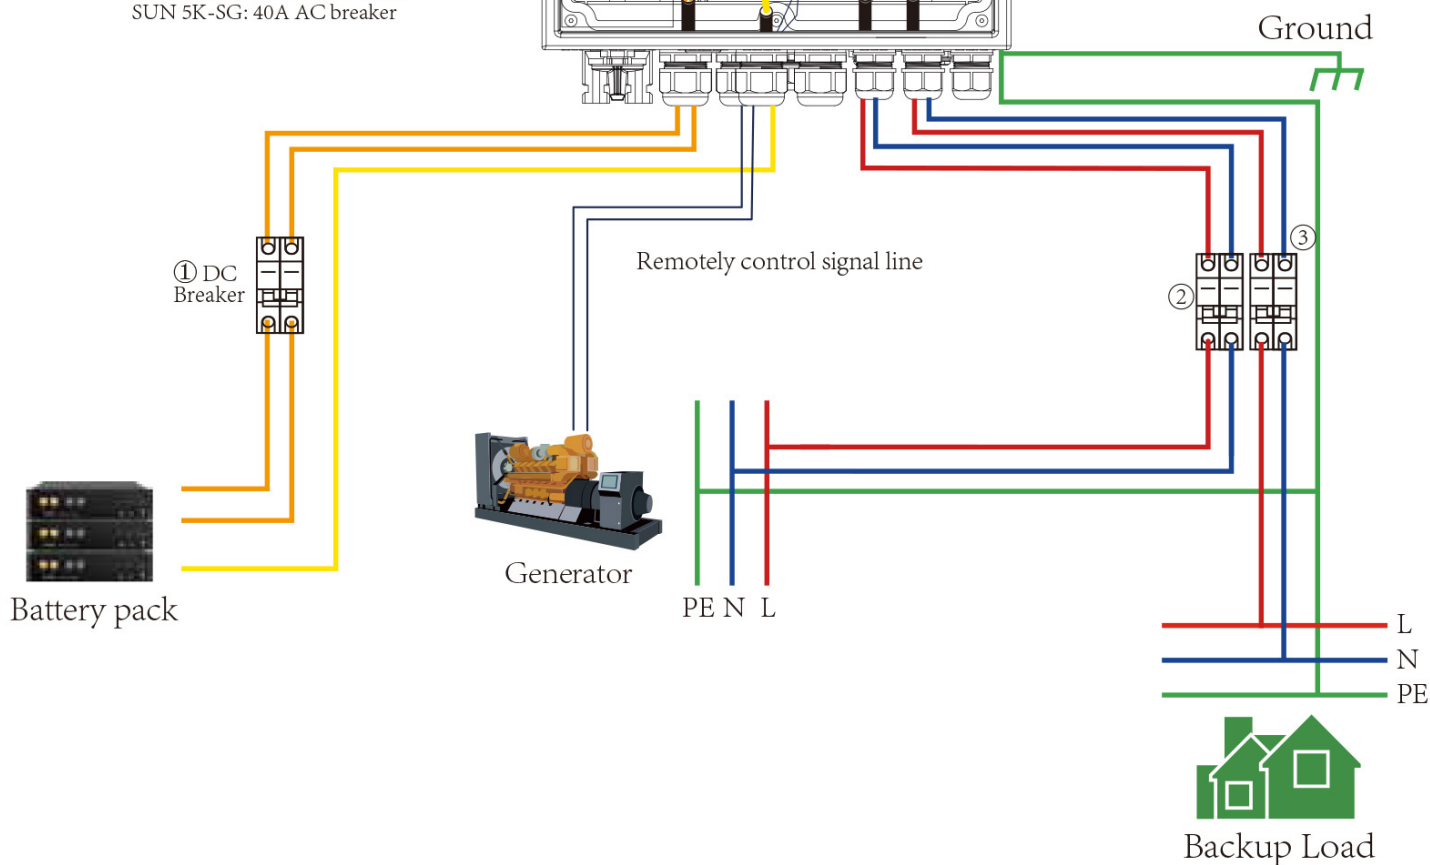 SUN 5K-SG: 40A AC breaker
Ground
① DC
Breaker
Remotely control signal line
③
②
Generator
Battery pack
PE N L
L
N
PE
Backup Load